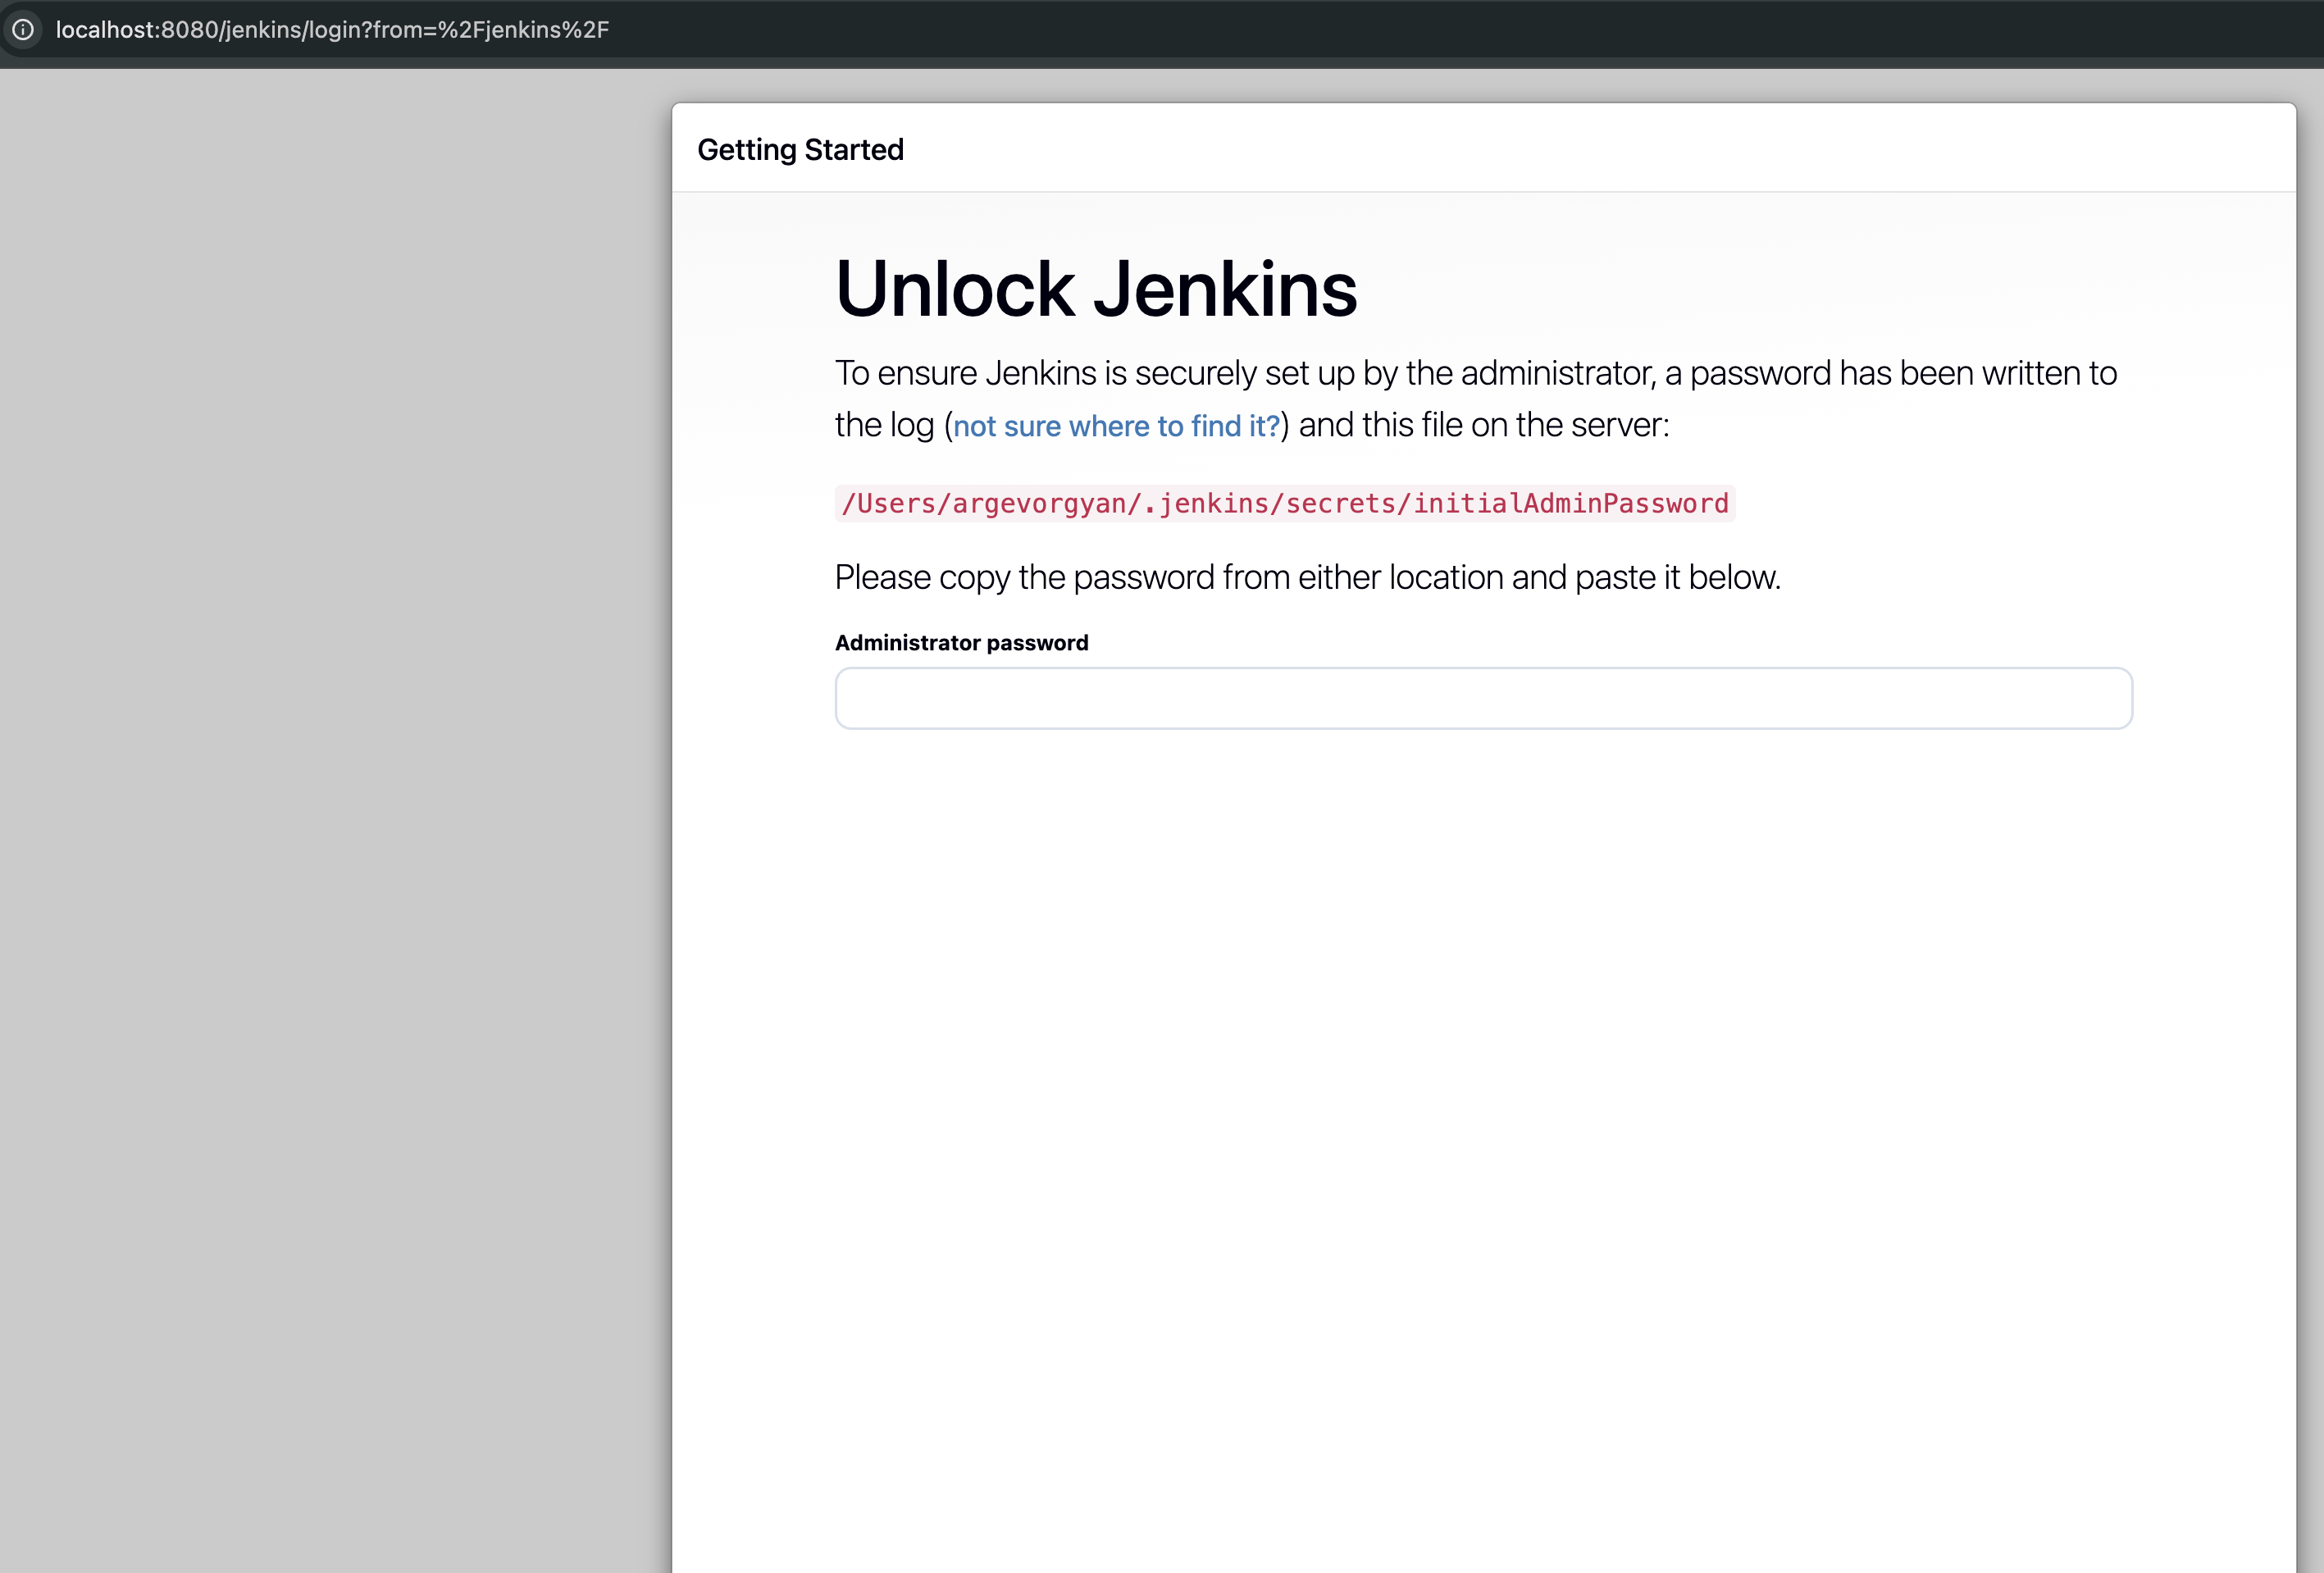 localhost:8080/jenkins/login?from=%2Fjenkins%2F
Getting Started
Unlock Jenkins
To ensure Jenkins is securely set up by the administrator, a password has been written to
the log (not sure where to find it?) and this file on the server:
/Users/argevorgyan/.jenkins/secrets/initialAdminPassword
Please copy the password from either location and paste it below.
Administrator password